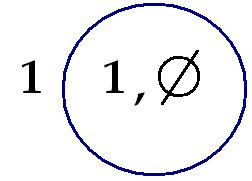 1 1 , ∅